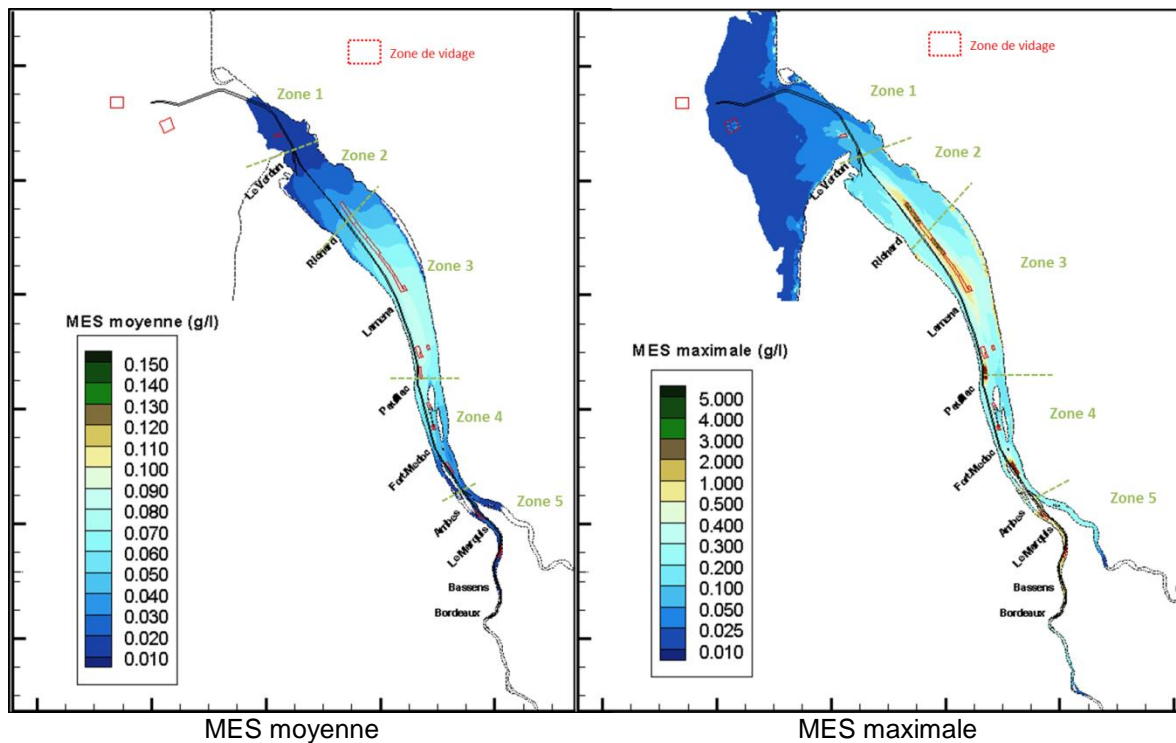 Zone de vidage
Zone 1
Zone 2
Le Verdon
Richard
Zone 3
Lamena
Pauillac
Zone 4
Fort-Medoc
Zone 5
Ambes
Le Marquis
Bassens
Bordeaux
MES moyenne (g/l)
0.150
0.140
0.130
0.120
0.110
0.100
0.090
0.080
0.070
0.060
0.050
0.040
0.030
0.020
0.010
MES moyenne
Zone de vidage
Zone 1
Zone 2
Le Verdon
Richard
Zone 3
Lamena
Pauillac
Zone 4
Fort-Medoc
Zone 5
Ambes
Le Marquis
Bassens
Bordeaux
MES maximale (g/l)
5.000
4.000
3.000
2.000
1.000
0.500
0.400
0.300
0.200
0.100
0.050
0.025
0.010
MES maximale